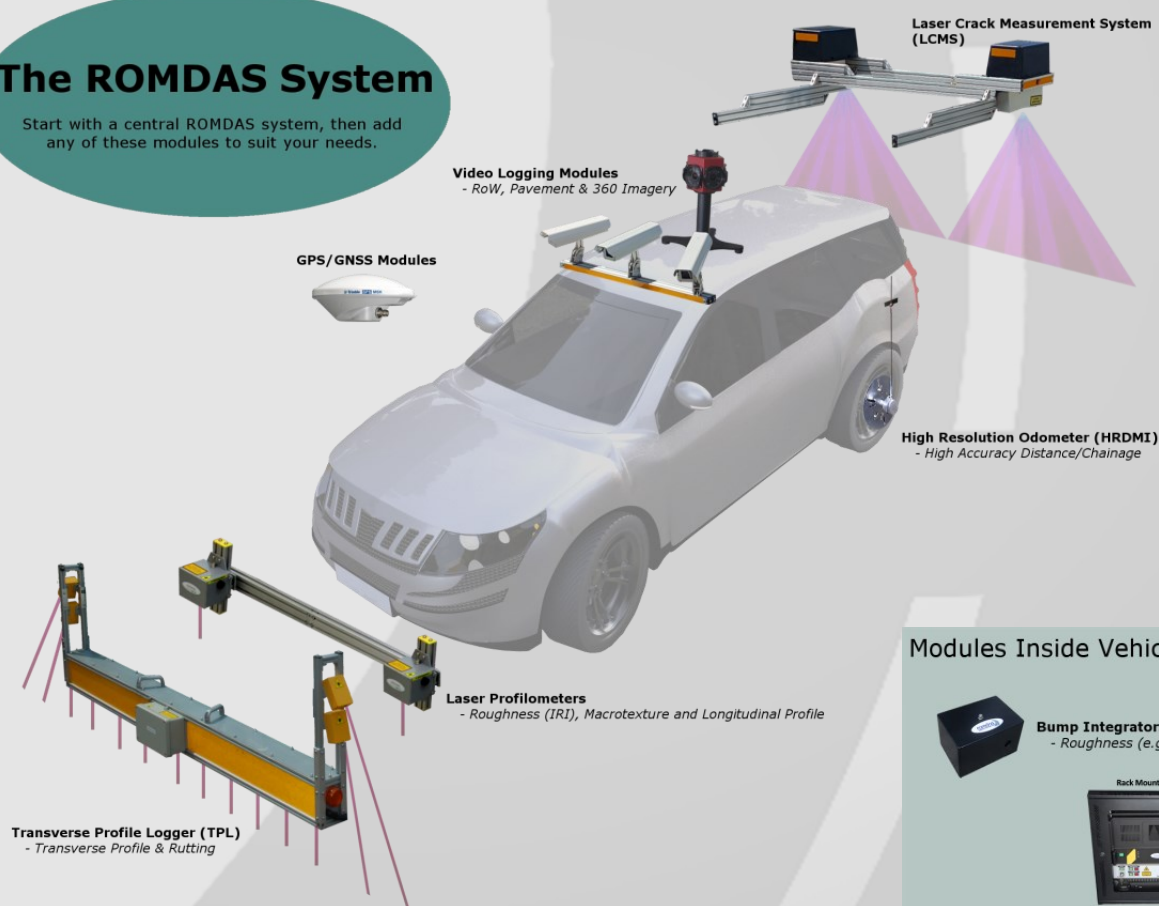 The ROMDAS System
Start with a central ROMDAS system, then add
any of these modules to suit your needs.
Laser Crack Measurement System
(LCMS)
Video Logging Modules
- RoW, Pavement & 360 Imagery
GPS/GNSS Modules
High Resolution Odometer (HRDMI)
- High Accuracy Distance/Chainage
Laser Profilometers
- Roughness (IRI), Macrotexture and Longitudinal Profile
Transverse Profile Logger (TPL)
- Transverse Profile & Rutting
Modules Inside Vehic
Bump Integrator
- Roughness (e.g
Rack Mount